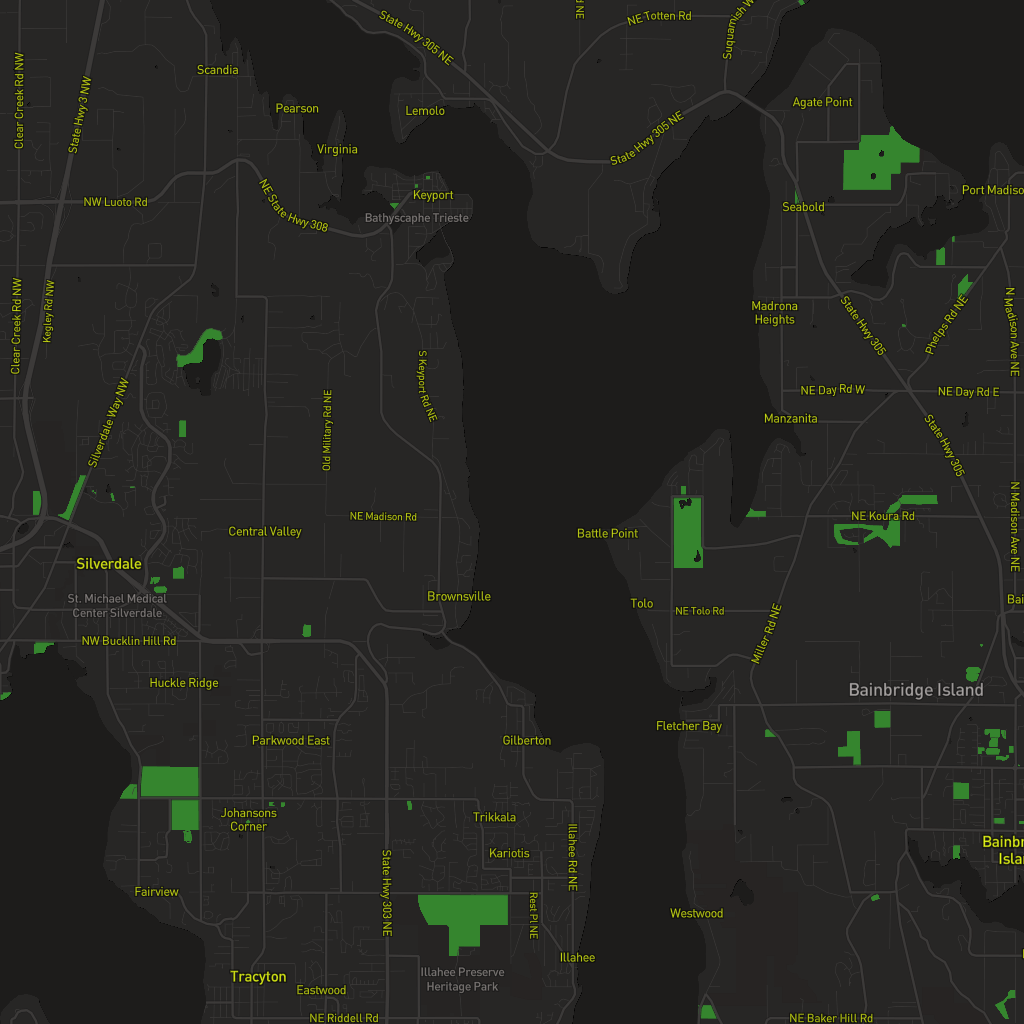 State Hwy 305 NE
NE Totten Rd
Scandia
Clear Creek Rd NW
State Hwy 3 NW
Pearson
Lemolo
Agate Point
State Hwy 305 NE
Virginia
NW Luoto Rd
NE State Hwy 308
Keyport
Bathyscaphe Trieste
Port Madiso
Seabold
Clear Creek Rd NW
Kegley Rd NW
Madrona
Heights
State Hwy 305
Phelps Rd NE
N Madison Ave NE
S Keyport Rd NE
NE Day Rd W
NE Day Rd E
Silverdale Way NW
Old Military Rd NE
Manzanita
State Hwy 305
N Madison Ave NE
Central Valley
NE Madison Rd
Battle Point
NE Koura Rd
Silverdale
St. Michael Medical
Center Silverdale
Brownsville
Tolo
NE Tolo Rd
Bai
NW Bucklin Hill Rd
Miller Rd NE
Huckle Ridge
Bainbridge Island
Fletcher Bay
Parkwood East
Gilberton
Johansons
Corner
Trikkala
Illahee Rd NE
Kariotis
Bainbr
Islan
Fairview
State Hwy 303 NE
Rest Pl NE
Westwood
Illahee
Tracyton
Illahee Preserve
Heritage Park
Eastwood
NE Riddell Rd
NE Baker Hill Rd